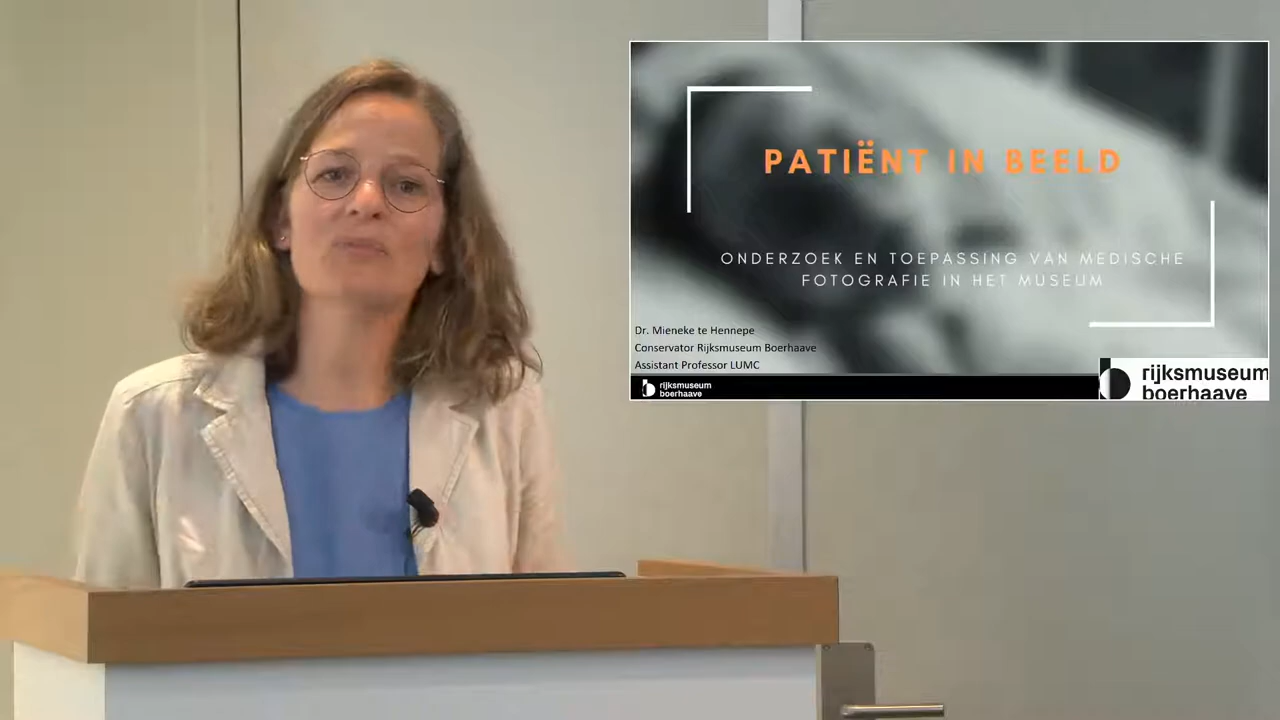 PATIËNT IN BEELD
ONDERZOEK EN TOEPASSING VAN MEDISCHE
FOTOGRAFIE IN HET MUSEUM
Dr. Mieneke te Hennepe
Conservator Rijksmuseum Boerhaave
Assistant Professor LUMC
rijksmuseum
boerhaave
rijksmuseum
boerhaave